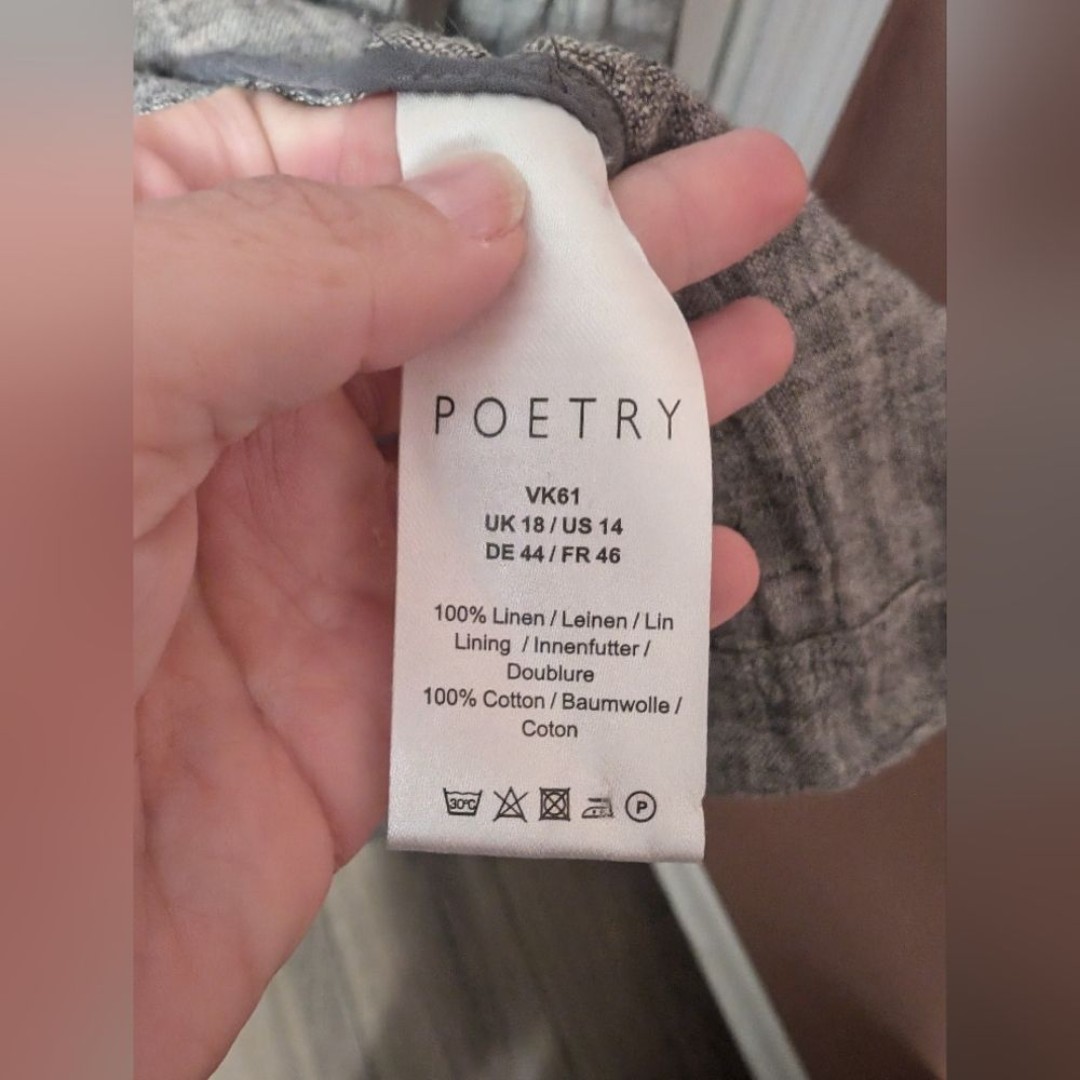 POETRY
VK61
UK 18 / US 14
DE 44 / FR 46
100% Linen / Leinen / Lin
Lining / Innenfutter /
Doublure
100% Cotton / Baumwolle /
Coton
30°C P